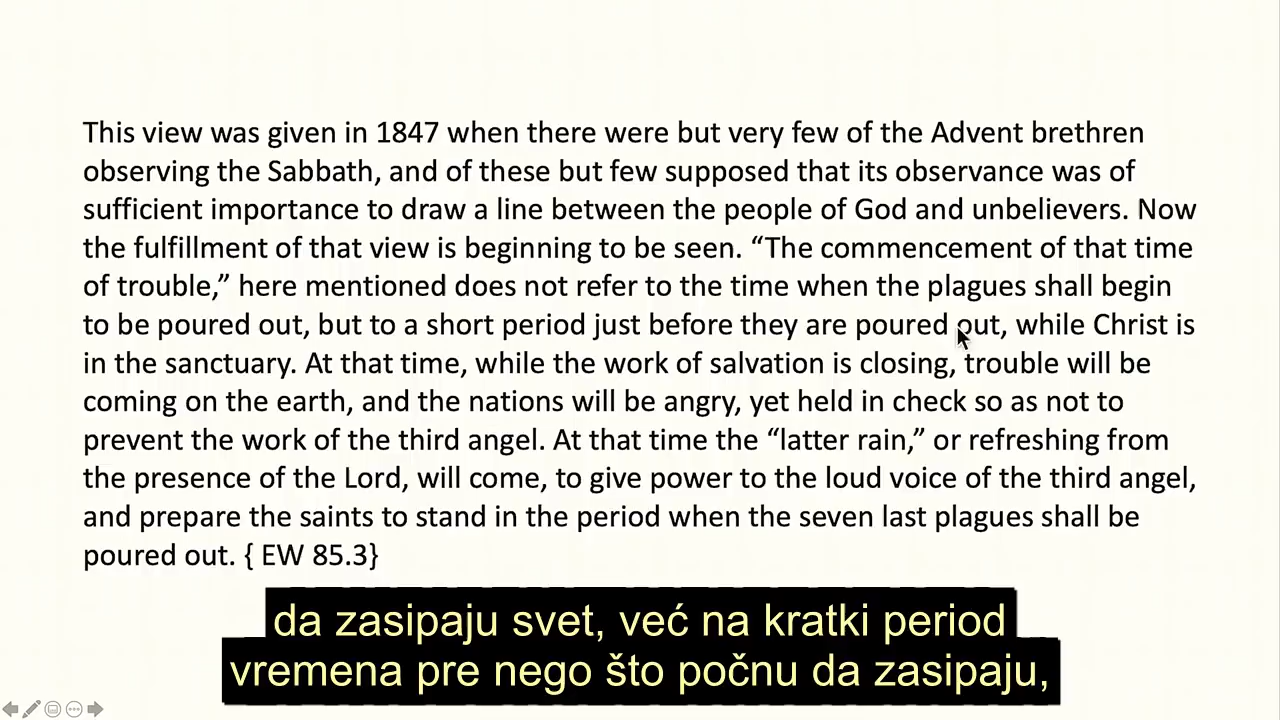 This view was given in 1847 when there were but very few of the Advent brethren
observing the Sabbath, and of these but few supposed that its observance was of
sufficient importance to draw a line between the people of God and unbelievers. Now
the fulfillment of that view is beginning to be seen. “The commencement of that time
of trouble,” here mentioned does not refer to the time when the plagues shall begin
to be poured out, but to a short period just before they are poured out, while Christ is
in the sanctuary. At that time, while the work of salvation is closing, trouble will be
coming on the earth, and the nations will be angry, yet held in check so as not to
prevent the work of the third angel. At that time the “latter rain,” or refreshing from
the presence of the Lord, will come, to give power to the loud voice of the third angel,
and prepare the saints to stand in the period when the seven last plagues shall be
poured out. { EW 85.3}
da zasipaju svet, već na kratki period
vremena pre nego što počnu da zasipaju,